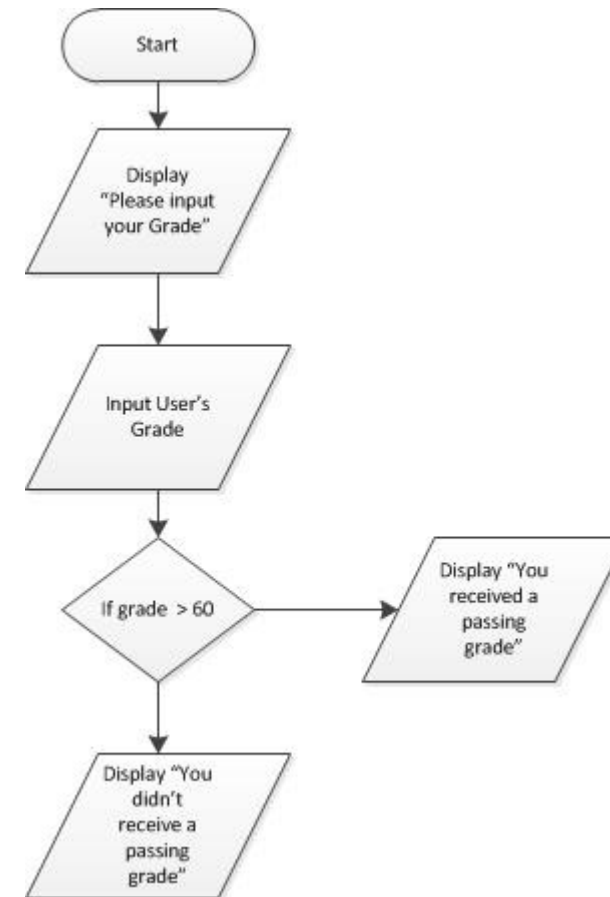 Start
Display
“Please input
your Grade”
Input User’s
Grade
If grade > 60
Display “You
received a
passing
grade”
Display “You
didn’t
receive a
passing
grade”